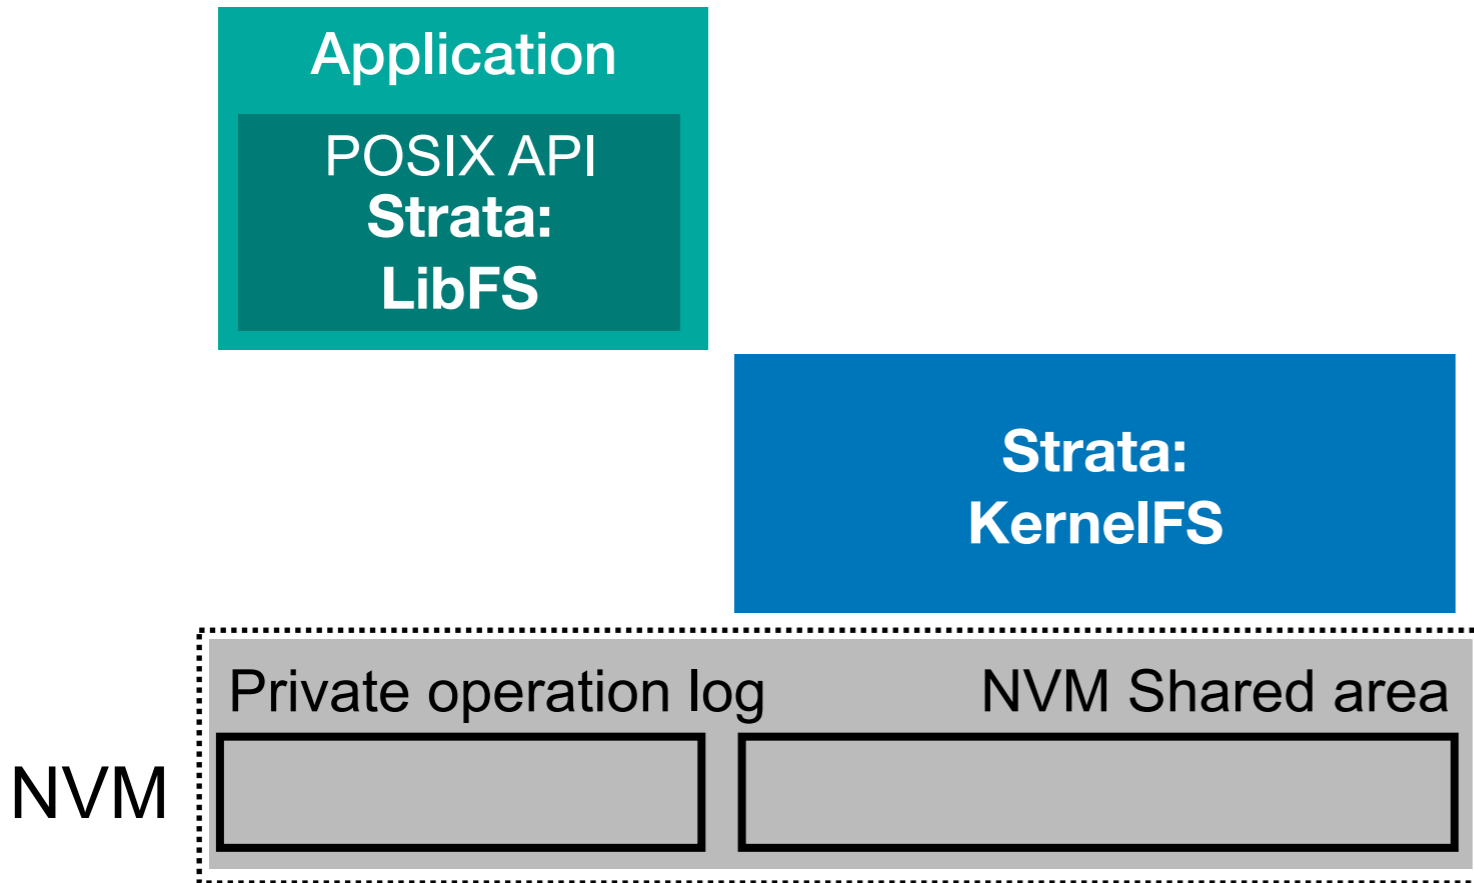 Application
POSIX API
Strata:
LibFS
Strata:
KernelFS
Private operation log
NVM Shared area
NVM